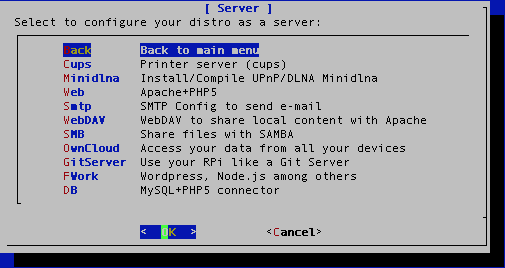 [ Server ]
Select to configure your distro as a server:
Back Back to main menu
Cups Printer server (cups)
Minidlna Install/Compile UPnP/DLNA Minidlna
Web Apache+PHP5
Smtp SMTP Config to send e-mail
WebDAV WebDAV to share local content with Apache
SMB Share files with SAMBA
OwnCloud Access your data from all your devices
GitServer Use your RPi like a Git Server
FWork Wordpress, Node.js among others
DB MySQL+PHP5 connector
< OK > <Cancel>